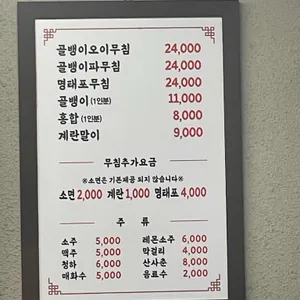 골뱅이오이무침 24,000
골뱅이파무침 24,000
명태포무침 24,000
골뱅이 (1인분) 11,000
홍합 (1인분) 8,000
계란말이 9,000
무침추가요금
※소면은 기본제공 되지 않습니다※
소면 2,000 계란 1,000 명태포 4,000
주 류
소주 5,000 레몬소주 6,000
맥주 5,000 막걸리 4,000
청하 6,000 산사춘 8,000
매화수 5,000 음료수 2,000